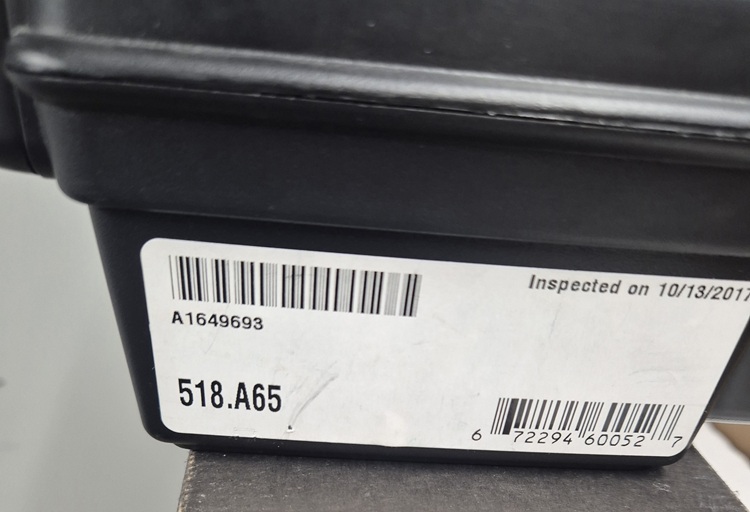 Inspected on 10/13/2017
A1649693
518.A65
6 72294 60052 7